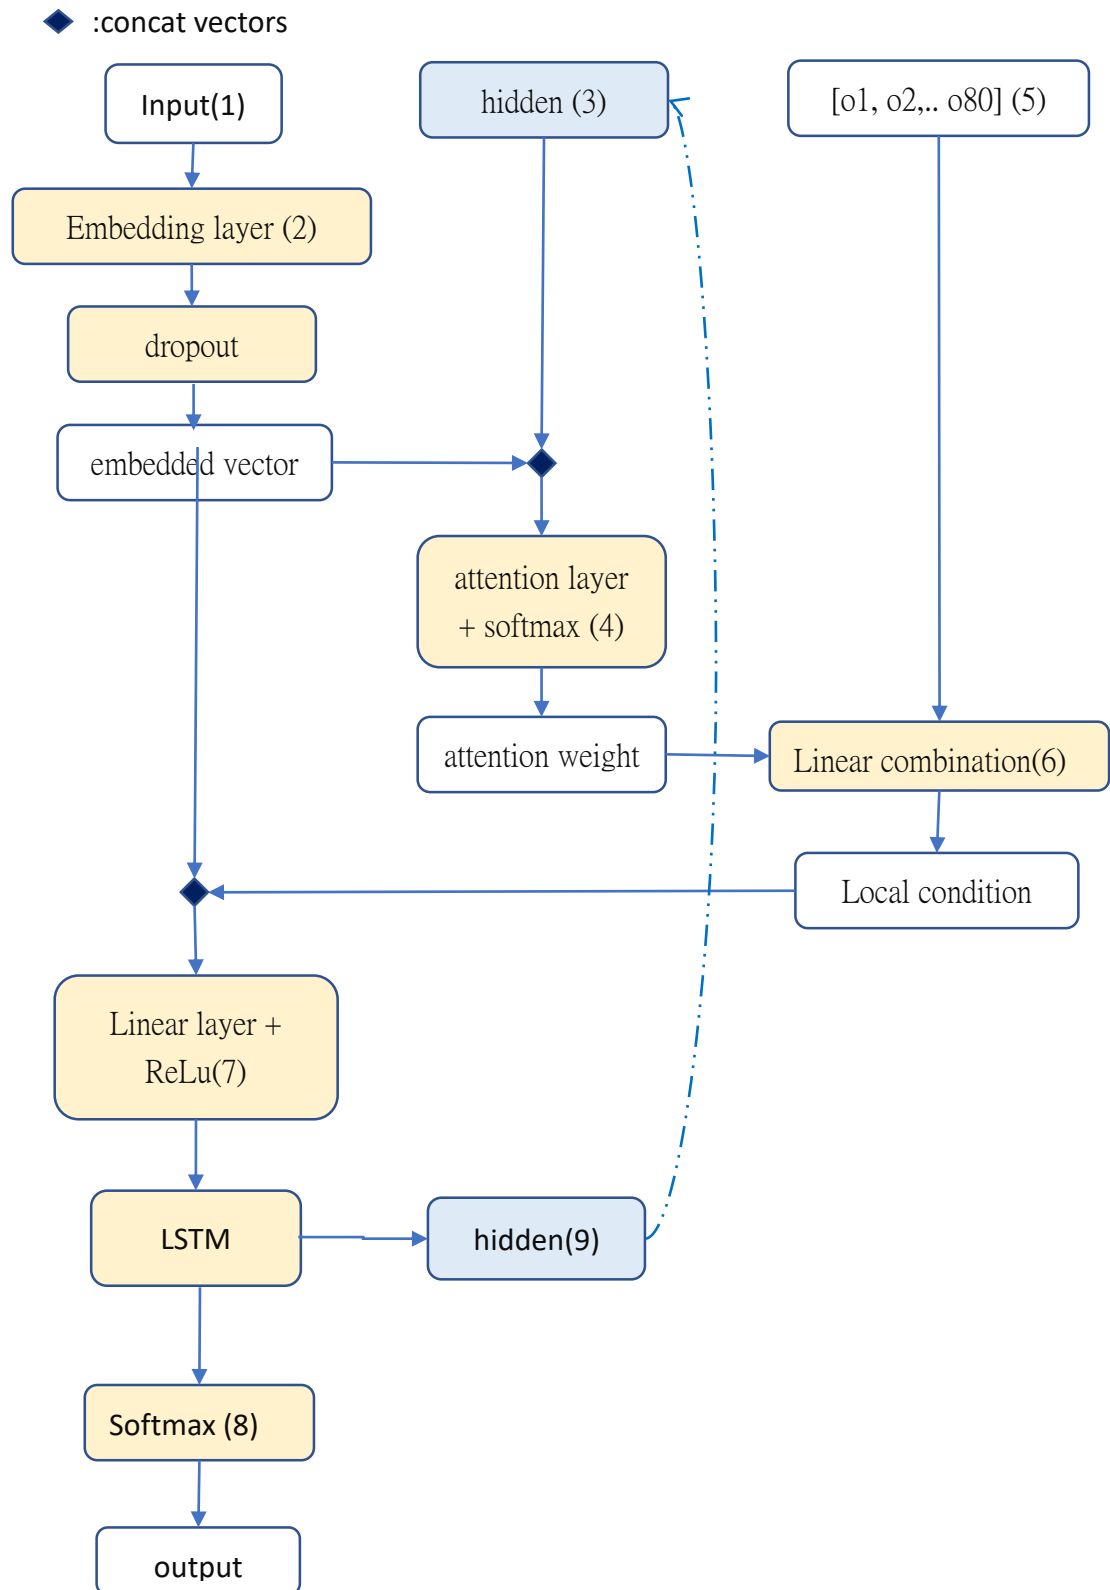 :concat vectors
Input(1)
hidden (3)
[o1, o2,.. o80] (5)
Embedding layer (2)
dropout
embedded vector
attention layer
+ softmax (4)
attention weight
Linear combination(6)
Local condition
Linear layer +
ReLu(7)
LSTM
hidden(9)
Softmax (8)
output